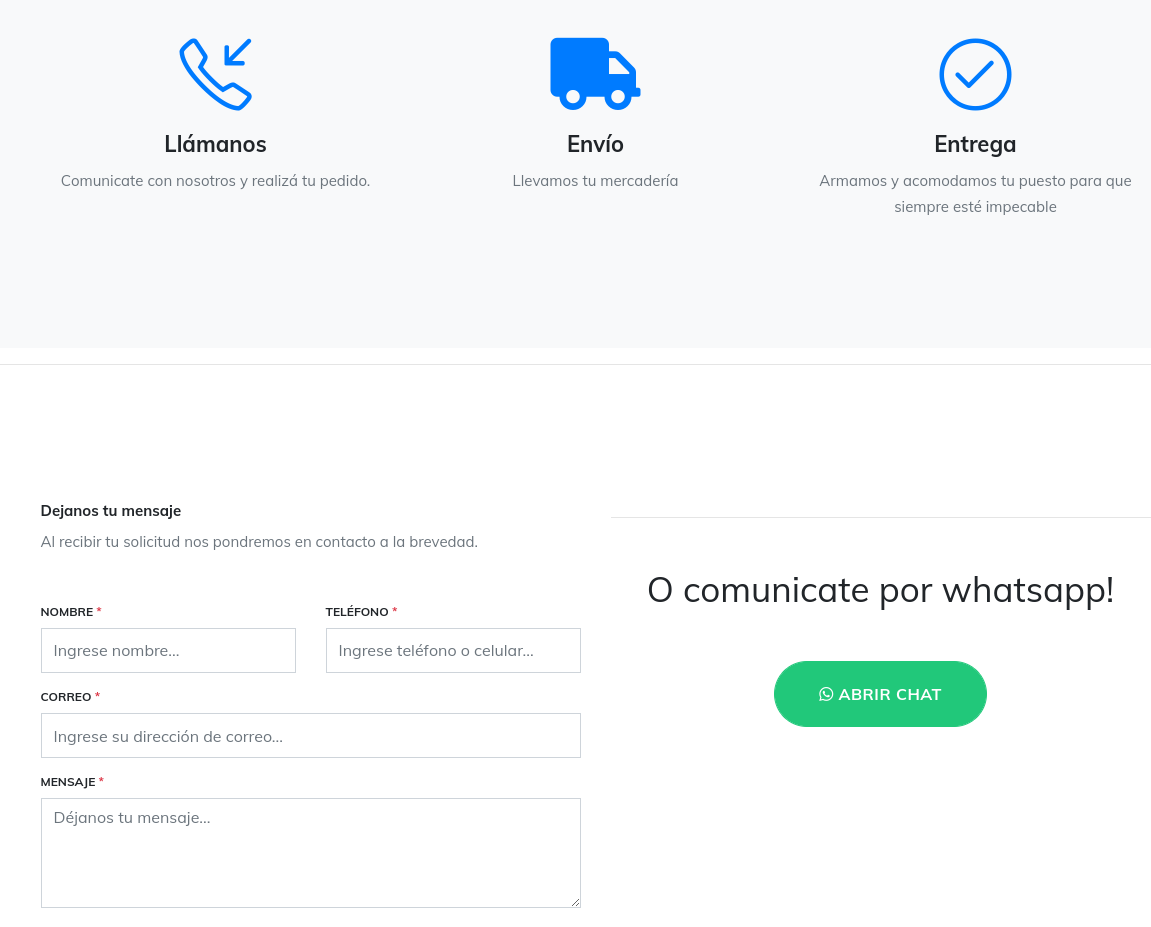 Llámanos
Comunicate con nosotros y realizá tu pedido.
Envío
Llevamos tu mercadería
Entrega
Armamos y acomodamos tu puesto para que
siempre esté impecable
Dejanos tu mensaje
Al recibir tu solicitud nos pondremos en contacto a la brevedad.
NOMBRE *
Ingrese nombre...
TELÉFONO *
Ingrese teléfono o celular...
CORREO *
Ingrese su dirección de correo...
MENSAJE *
Déjanos tu mensaje...
O comunicate por whatsapp!
ABRIR CHAT